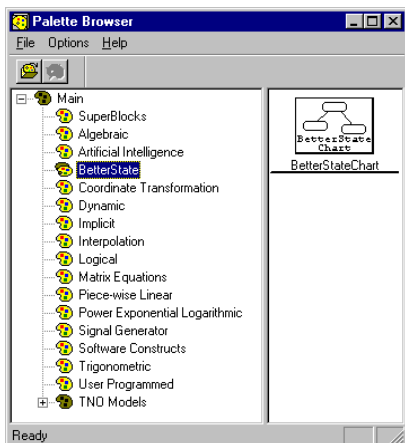 Palette Browser
File Options Help
Main
SuperBlocks
Algebraic
Artificial Intelligence
BetterState
Coordinate Transformation
Dynamic
Implicit
Interpolation
Logical
Matrix Equations
Piece-wise Linear
Power Exponential Logarithmic
Signal Generator
Software Constructs
Trigonometric
User Programmed
TNO Models
BetterState
Chart
BetterStateChart
Ready